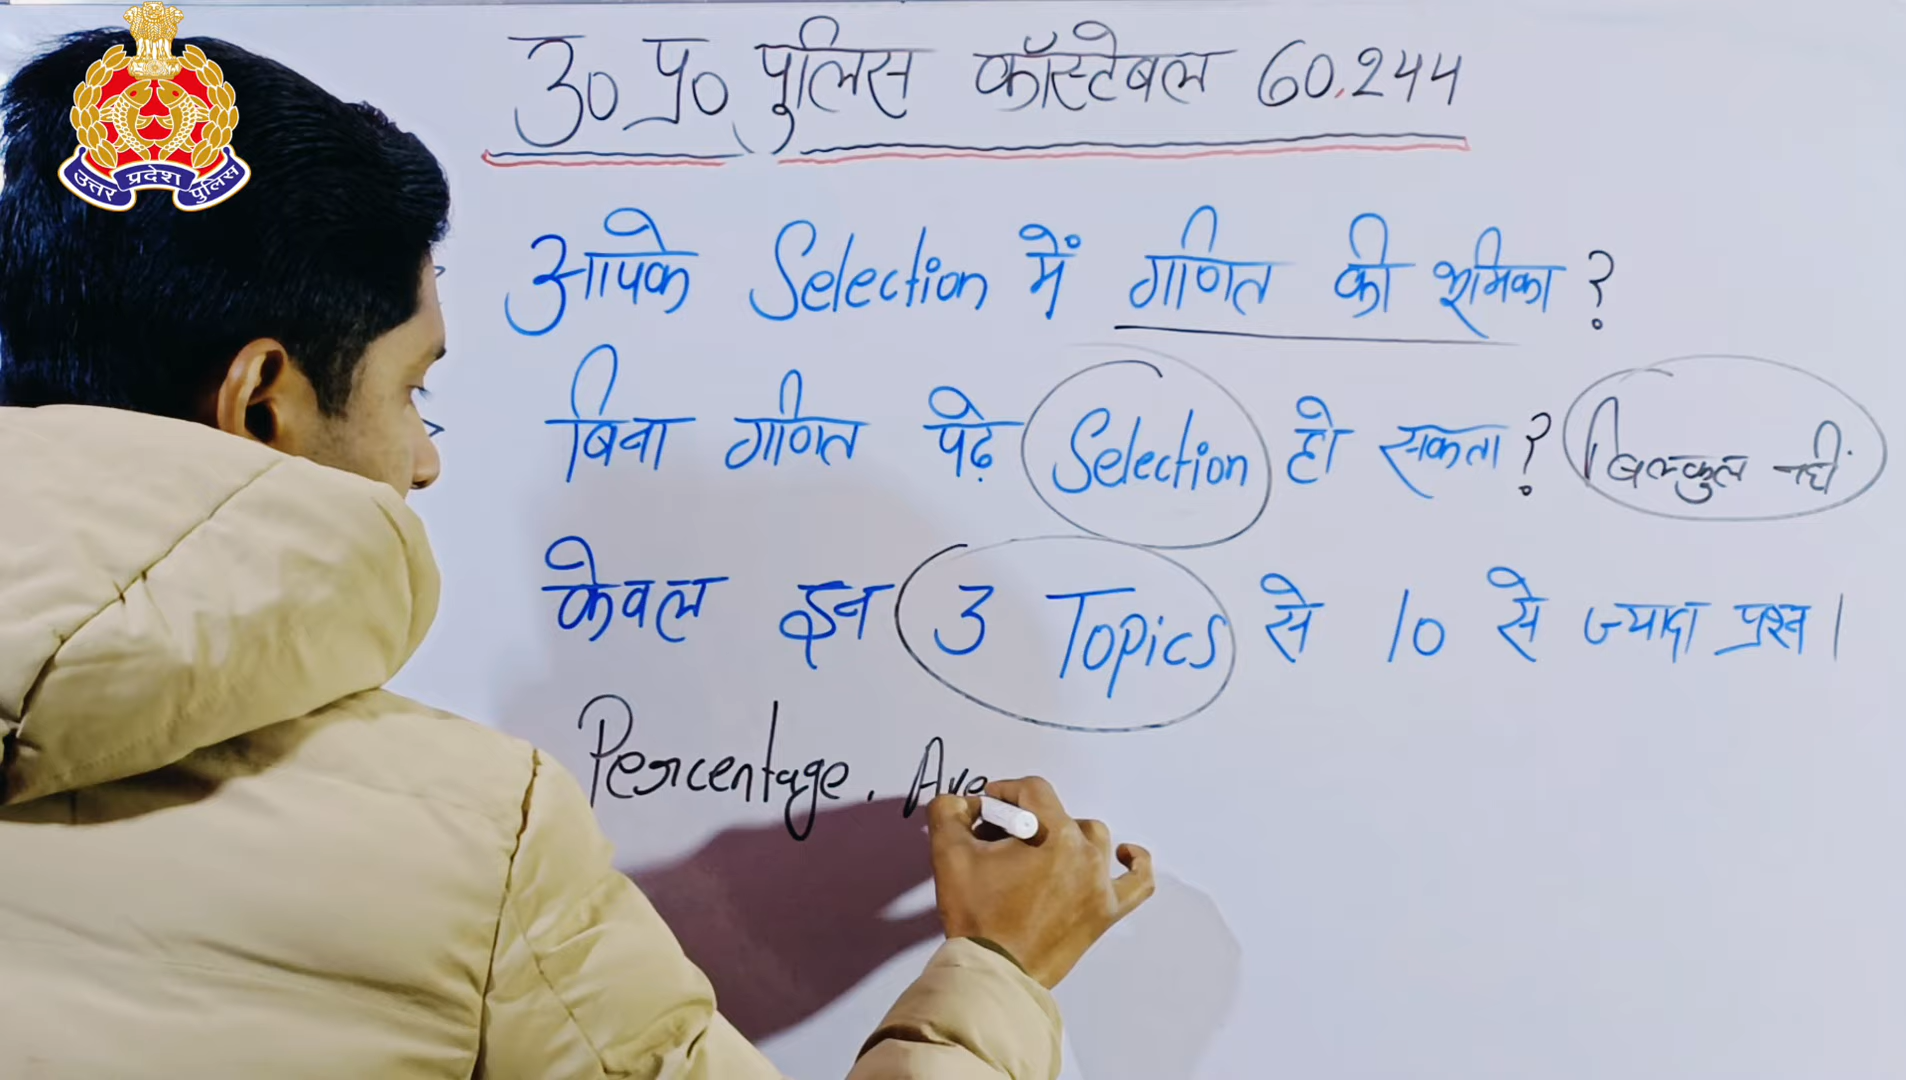 उत्तर प्रदेश पुलिस
उ० प्र० पुलिस कॉस्टेबल 60,244
आपके Selection में गणित की भूमिका ?
बिना गणित पढ़े Selection हो सकता ? बिल्कुल नहीं
केवल इन 3 Topics से 10 से ज्यादा प्रश्न ।
Percentage. Ave